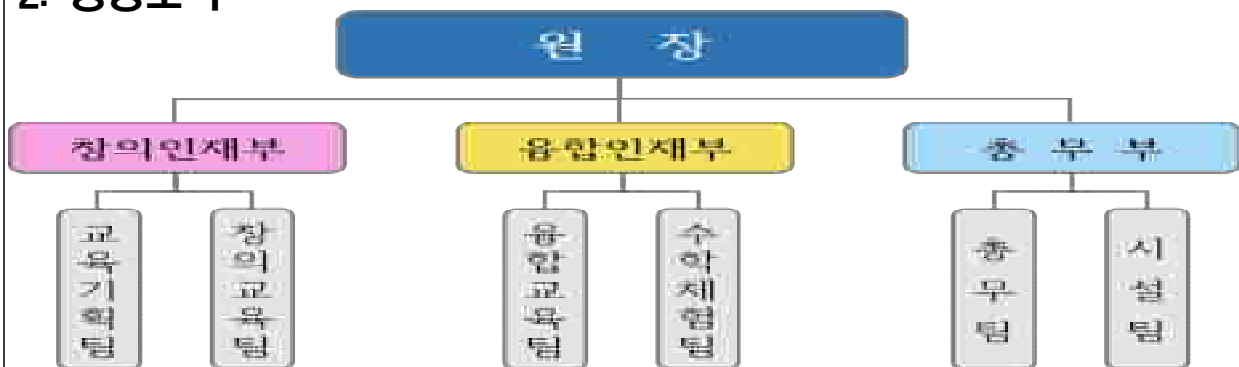 원 장
창의인재부
융합인재부
총 무 부
교육기획팀
창의교육팀
융합교육팀
수학체험팀
총무팀
시설팀